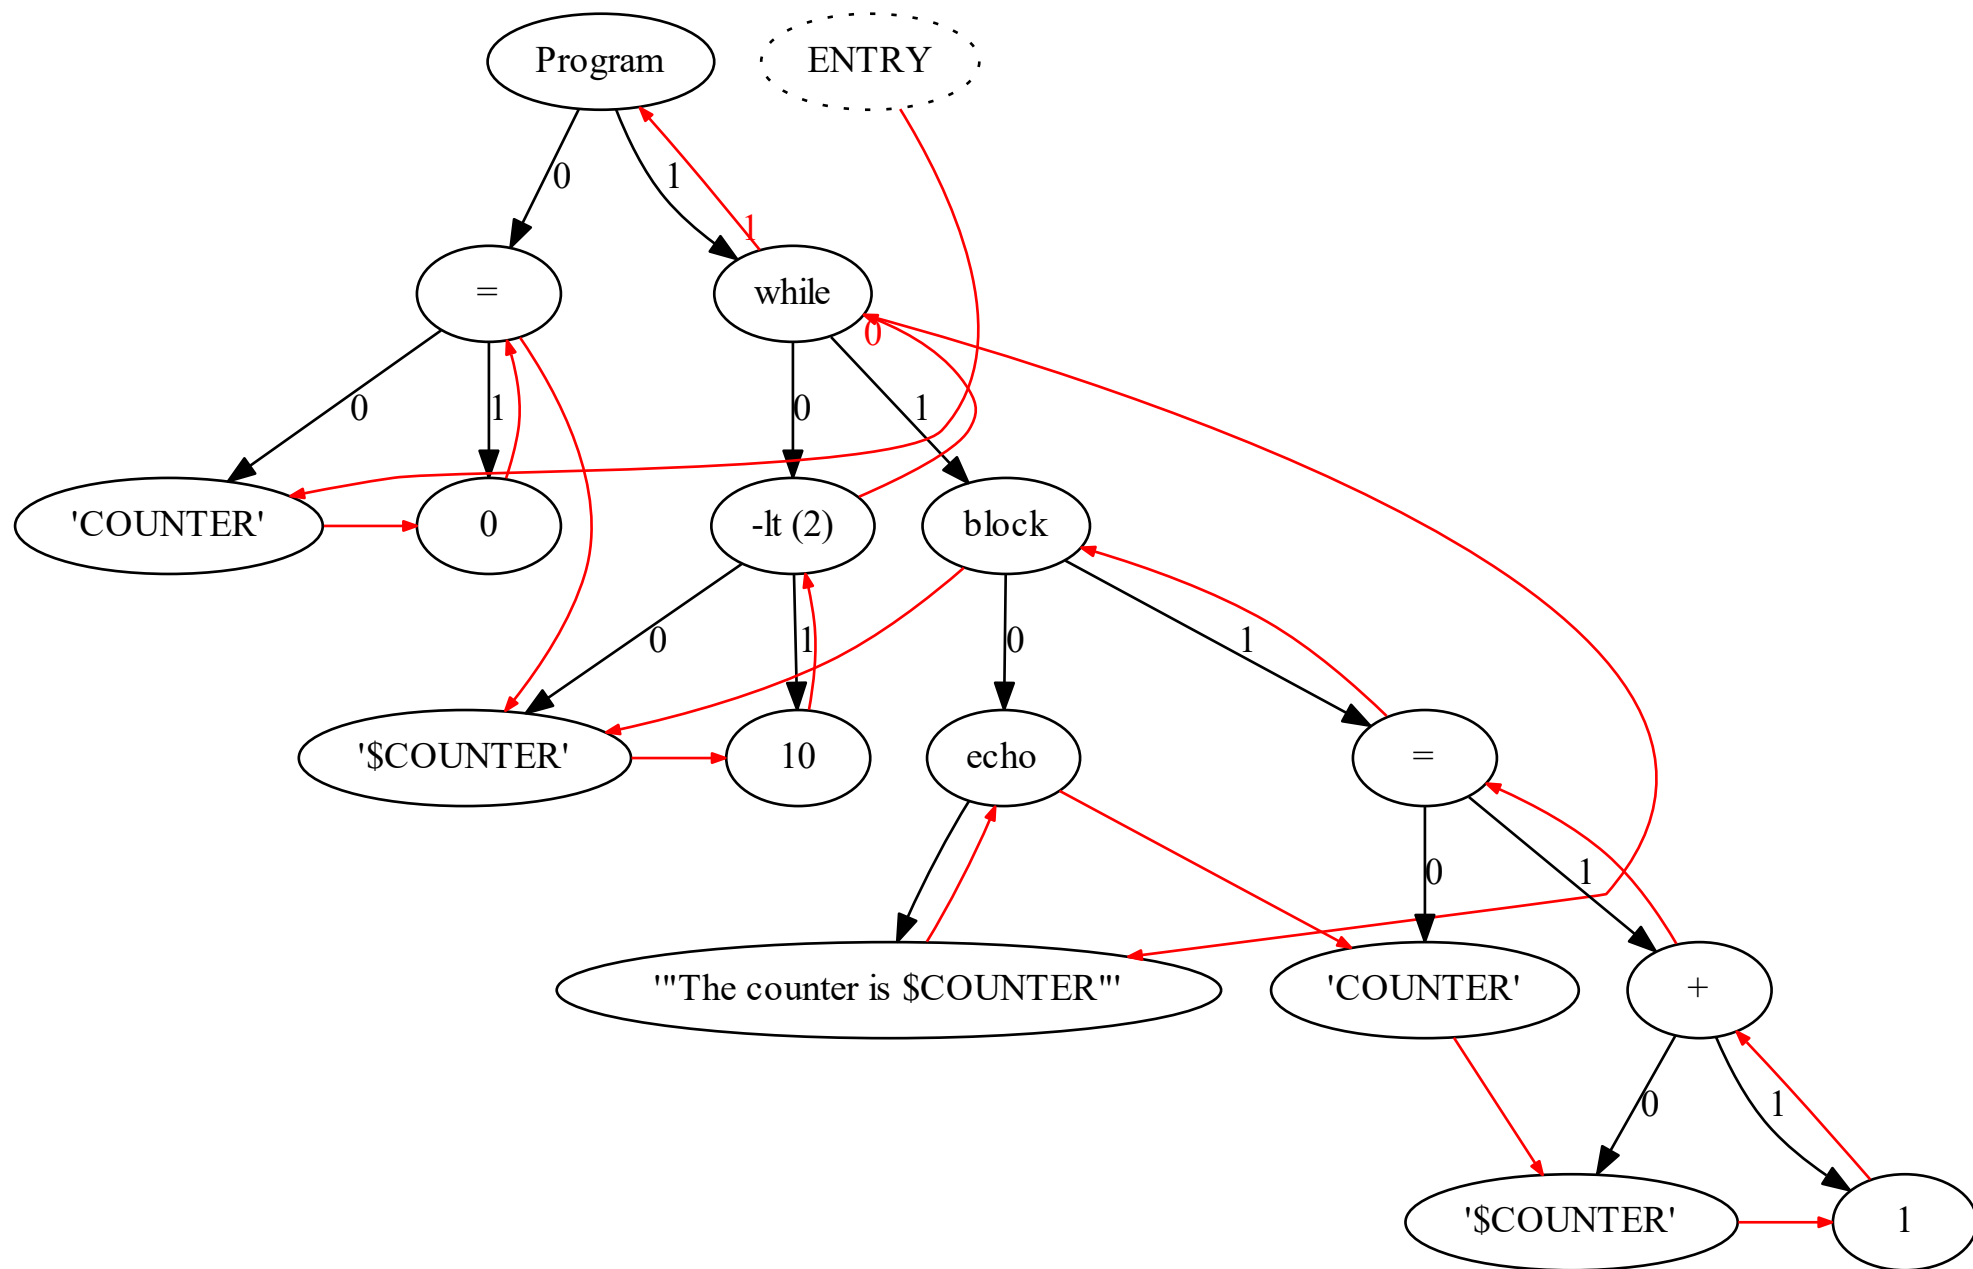 Program
ENTRY
0
1
1
=
while
0
0
1
0
1
'COUNTER'
0
-lt (2)
block
0
1
0
1
'$COUNTER'
10
echo
=
0
1
'"The counter is $COUNTER"'
'COUNTER'
+
0
1
'$COUNTER'
1